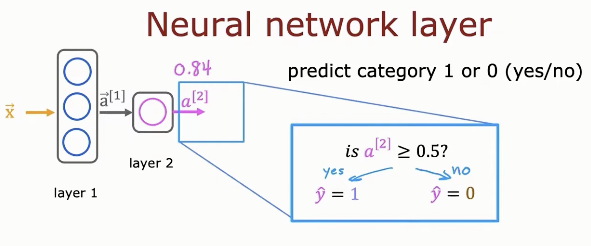 Neural network layer
0.84
predict category 1 or 0 (yes/no)
x⃗
a⃗^[1]
a^[2]
layer 2
layer 1
is a^[2] ≥ 0.5?
yes no
ŷ = 1 ŷ = 0